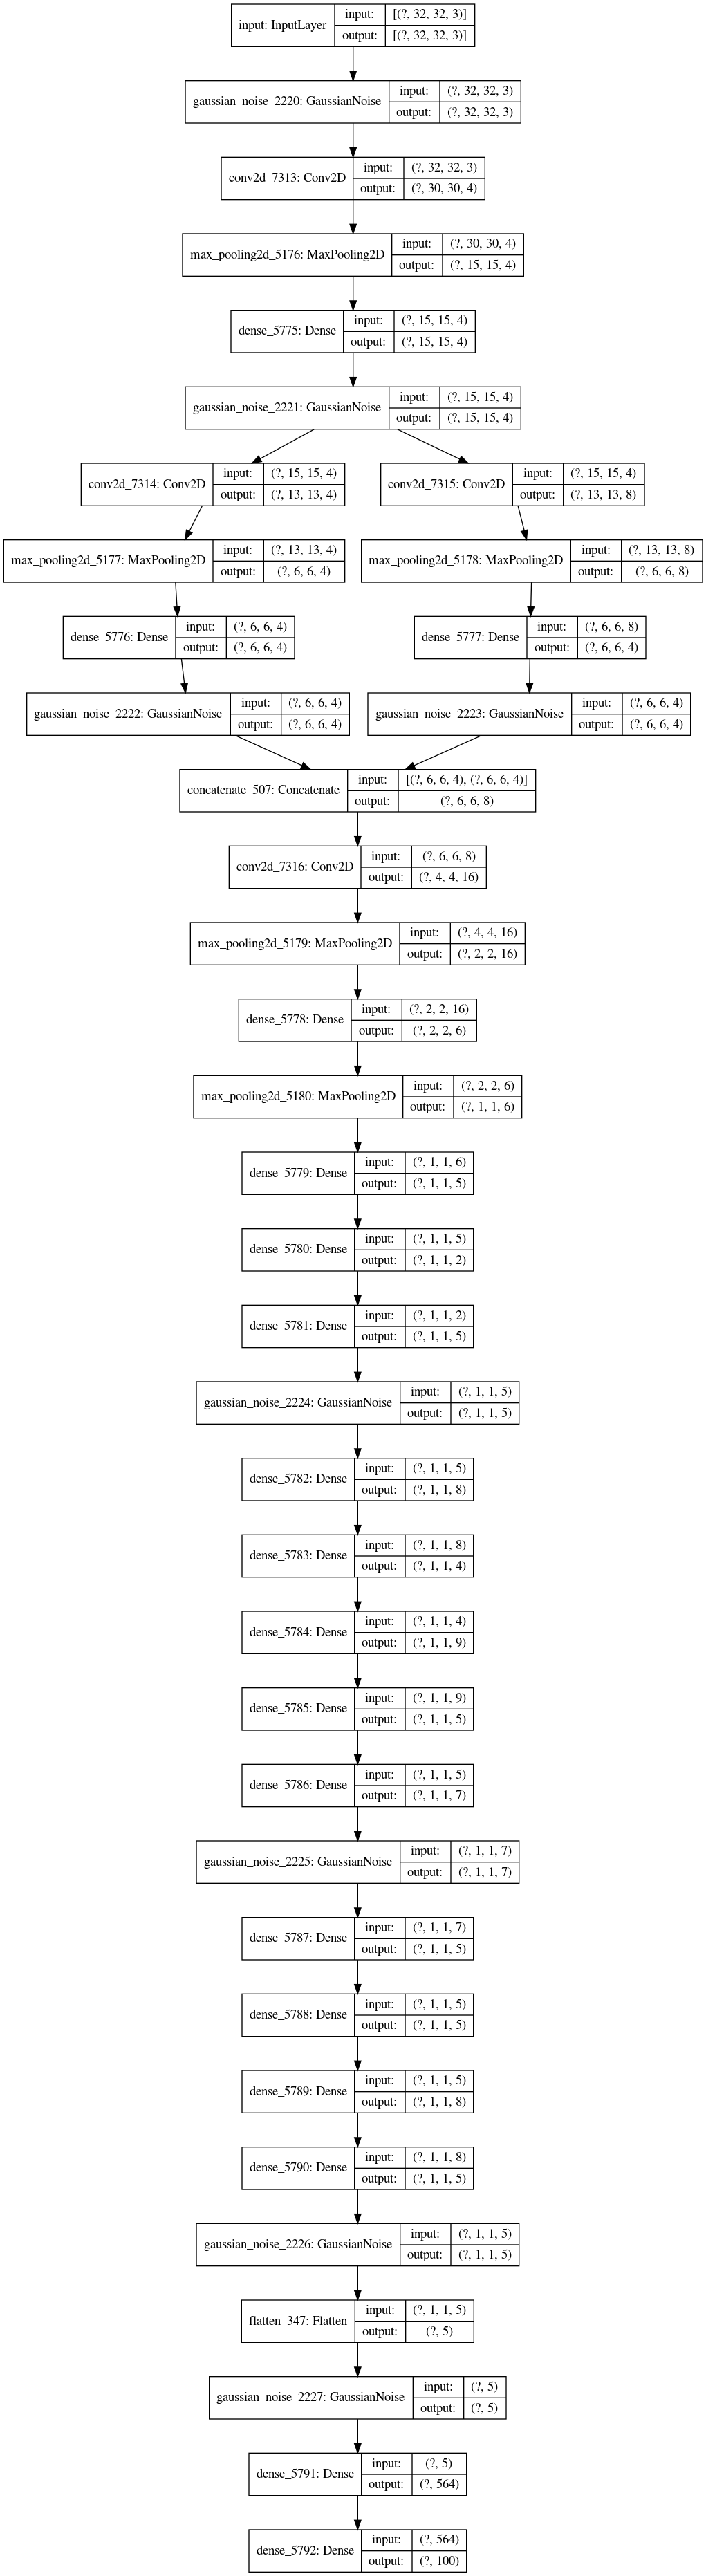 input: InputLayer
input: [(?, 32, 32, 3)]
output: [(?, 32, 32, 3)]
gaussian_noise_2220: GaussianNoise
input: (?, 32, 32, 3)
output: (?, 32, 32, 3)
conv2d_7313: Conv2D
input: (?, 32, 32, 3)
output: (?, 30, 30, 4)
max_pooling2d_5176: MaxPooling2D
input: (?, 30, 30, 4)
output: (?, 15, 15, 4)
dense_5775: Dense
input: (?, 15, 15, 4)
output: (?, 15, 15, 4)
gaussian_noise_2221: GaussianNoise
input: (?, 15, 15, 4)
output: (?, 15, 15, 4)
conv2d_7314: Conv2D
input: (?, 15, 15, 4)
output: (?, 13, 13, 4)
conv2d_7315: Conv2D
input: (?, 15, 15, 4)
output: (?, 13, 13, 8)
max_pooling2d_5177: MaxPooling2D
input: (?, 13, 13, 4)
output: (?, 6, 6, 4)
max_pooling2d_5178: MaxPooling2D
input: (?, 13, 13, 8)
output: (?, 6, 6, 8)
dense_5776: Dense
input: (?, 6, 6, 4)
output: (?, 6, 6, 4)
dense_5777: Dense
input: (?, 6, 6, 8)
output: (?, 6, 6, 4)
gaussian_noise_2222: GaussianNoise
input: (?, 6, 6, 4)
output: (?, 6, 6, 4)
gaussian_noise_2223: GaussianNoise
input: (?, 6, 6, 4)
output: (?, 6, 6, 4)
concatenate_507: Concatenate
input: [(?, 6, 6, 4), (?, 6, 6, 4)]
output: (?, 6, 6, 8)
conv2d_7316: Conv2D
input: (?, 6, 6, 8)
output: (?, 4, 4, 16)
max_pooling2d_5179: MaxPooling2D
input: (?, 4, 4, 16)
output: (?, 2, 2, 16)
dense_5778: Dense
input: (?, 2, 2, 16)
output: (?, 2, 2, 6)
max_pooling2d_5180: MaxPooling2D
input: (?, 2, 2, 6)
output: (?, 1, 1, 6)
dense_5779: Dense
input: (?, 1, 1, 6)
output: (?, 1, 1, 5)
dense_5780: Dense
input: (?, 1, 1, 5)
output: (?, 1, 1, 2)
dense_5781: Dense
input: (?, 1, 1, 2)
output: (?, 1, 1, 5)
gaussian_noise_2224: GaussianNoise
input: (?, 1, 1, 5)
output: (?, 1, 1, 5)
dense_5782: Dense
input: (?, 1, 1, 5)
output: (?, 1, 1, 8)
dense_5783: Dense
input: (?, 1, 1, 8)
output: (?, 1, 1, 4)
dense_5784: Dense
input: (?, 1, 1, 4)
output: (?, 1, 1, 9)
dense_5785: Dense
input: (?, 1, 1, 9)
output: (?, 1, 1, 5)
dense_5786: Dense
input: (?, 1, 1, 5)
output: (?, 1, 1, 7)
gaussian_noise_2225: GaussianNoise
input: (?, 1, 1, 7)
output: (?, 1, 1, 7)
dense_5787: Dense
input: (?, 1, 1, 7)
output: (?, 1, 1, 5)
dense_5788: Dense
input: (?, 1, 1, 5)
output: (?, 1, 1, 5)
dense_5789: Dense
input: (?, 1, 1, 5)
output: (?, 1, 1, 8)
dense_5790: Dense
input: (?, 1, 1, 8)
output: (?, 1, 1, 5)
gaussian_noise_2226: GaussianNoise
input: (?, 1, 1, 5)
output: (?, 1, 1, 5)
flatten_347: Flatten
input: (?, 1, 1, 5)
output: (?, 5)
gaussian_noise_2227: GaussianNoise
input: (?, 5)
output: (?, 5)
dense_5791: Dense
input: (?, 5)
output: (?, 564)
dense_5792: Dense
input: (?, 564)
output: (?, 100)